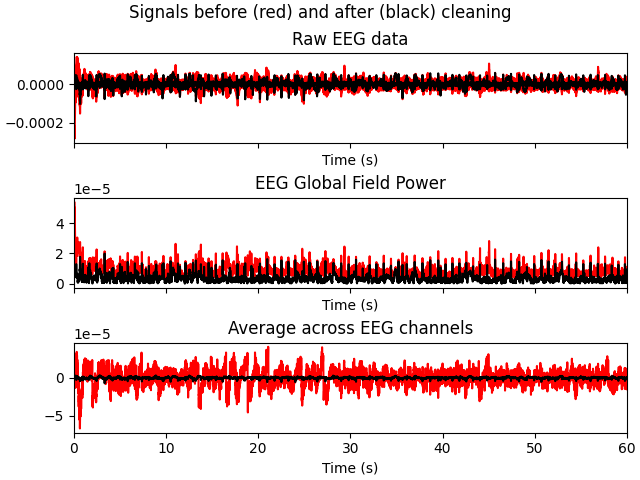 Signals before (red) and after (black) cleaning
Raw EEG data
0.0000
−0.0002
Time (s)
EEG Global Field Power
1e−5
4
2
0
Time (s)
Average across EEG channels
1e−5
0
−5
0 10 20 30 40 50 60
Time (s)